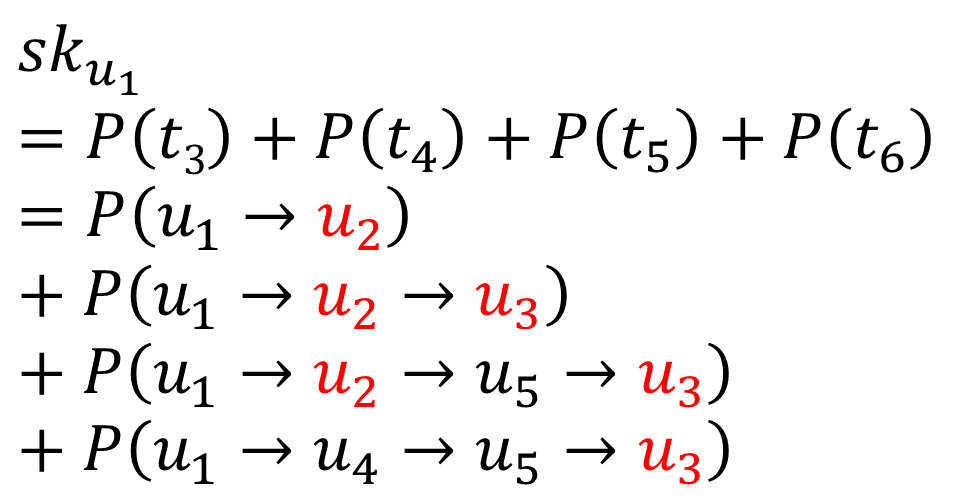 sk_{u_1}
= P(t_3) + P(t_4) + P(t_5) + P(t_6)
= P(u_1 → u_2)
+ P(u_1 → u_2 → u_3)
+ P(u_1 → u_2 → u_5 → u_3)
+ P(u_1 → u_4 → u_5 → u_3)